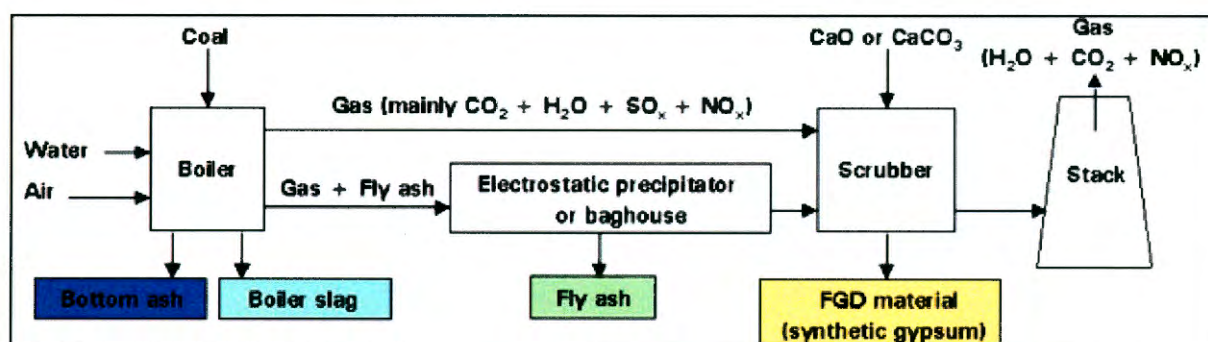 Coal
CaO or CaCO₃
Gas
(H₂O + CO₂ + NOₓ)
Gas (mainly CO₂ + H₂O + SOₓ + NOₓ)
Water
Air
Boiler
Gas + Fly ash
Electrostatic precipitator
or baghouse
Scrubber
Stack
Bottom ash
Boiler slag
Fly ash
FGD material
(synthetic gypsum)